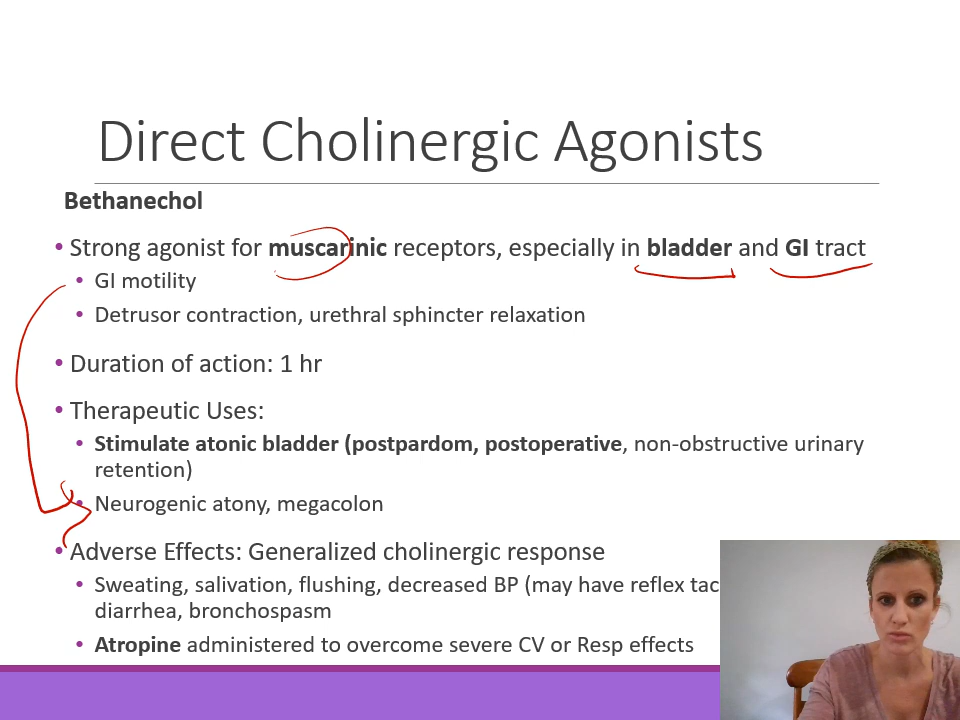 Direct Cholinergic Agonists
Bethanechol
• Strong agonist for muscarinic receptors, especially in bladder and GI tract
• GI motility
• Detrusor contraction, urethral sphincter relaxation
• Duration of action: 1 hr
• Therapeutic Uses:
• Stimulate atonic bladder (postpardom, postoperative, non-obstructive urinary
retention)
• Neurogenic atony, megacolon
• Adverse Effects: Generalized cholinergic response
• Sweating, salivation, flushing, decreased BP (may have reflex
diarrhea, bronchospasm
• Atropine administered to overcome severe CV or Resp effects